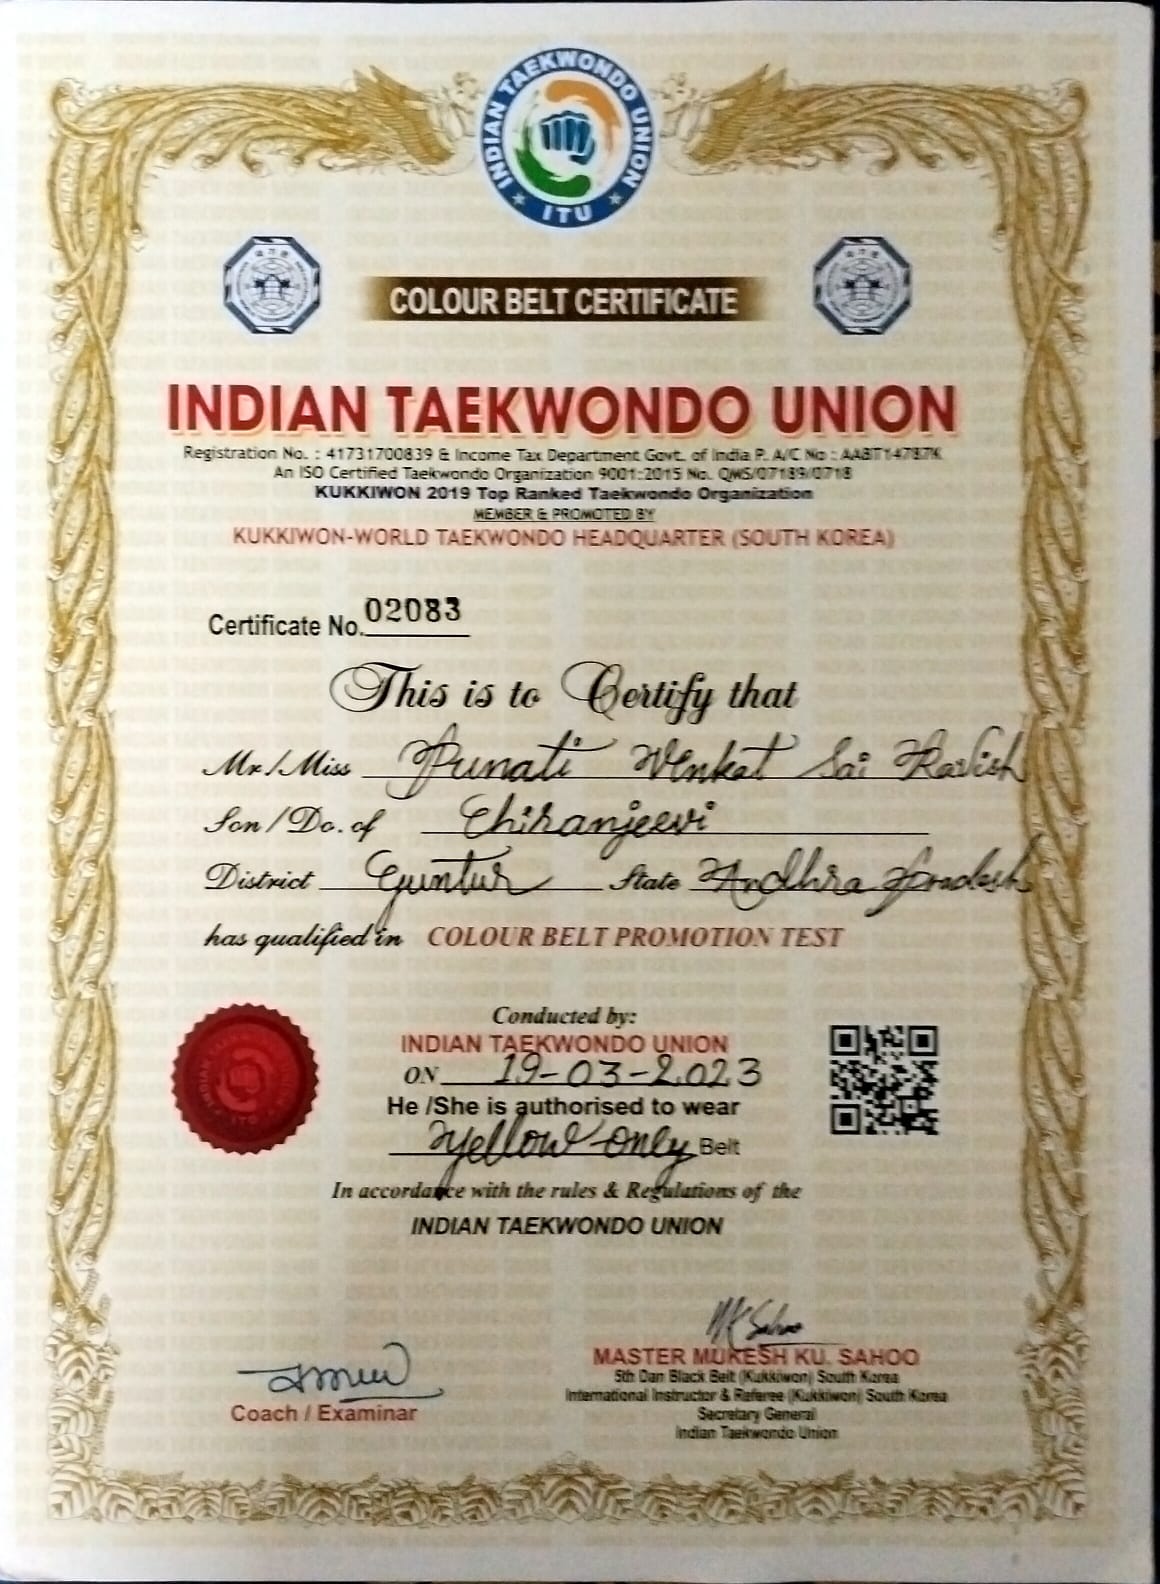 INDIAN TAEKWONDO UNION
ITU
COLOUR BELT CERTIFICATE
INDIAN TAEKWONDO UNION
Registration No. : 41731700839 & Income Tax Department Govt. of India P. A/C No : AABT14787K
An ISO Certified Taekwondo Organization 9001:2015 No. QMS/07189/0718
KUKKIWON 2019 Top Ranked Taekwondo Organization
MEMBER & PROMOTED BY
KUKKIWON-WORLD TAEKWONDO HEADQUARTER (SOUTH KOREA)
Certificate No. 02083
This is to Certify that
Mr/Miss Punati Venkat Sai Kavish
Son/Do. of Chiranjeevi
District Guntur State Andhra Pradesh
has qualified in COLOUR BELT PROMOTION TEST
Conducted by:
INDIAN TAEKWONDO UNION
ON 19-03-2023
He /She is authorised to wear
Yellow only Belt
In accordance with the rules & Regulations of the
INDIAN TAEKWONDO UNION
MK Sahoo
MASTER MUKESH KU. SAHOO
5th Dan Black Belt (Kukkiwon) South Korea
International Instructor & Referee (Kukkiwon) South Korea
Secretary General
Indian Taekwondo Union
Coach / Examinar